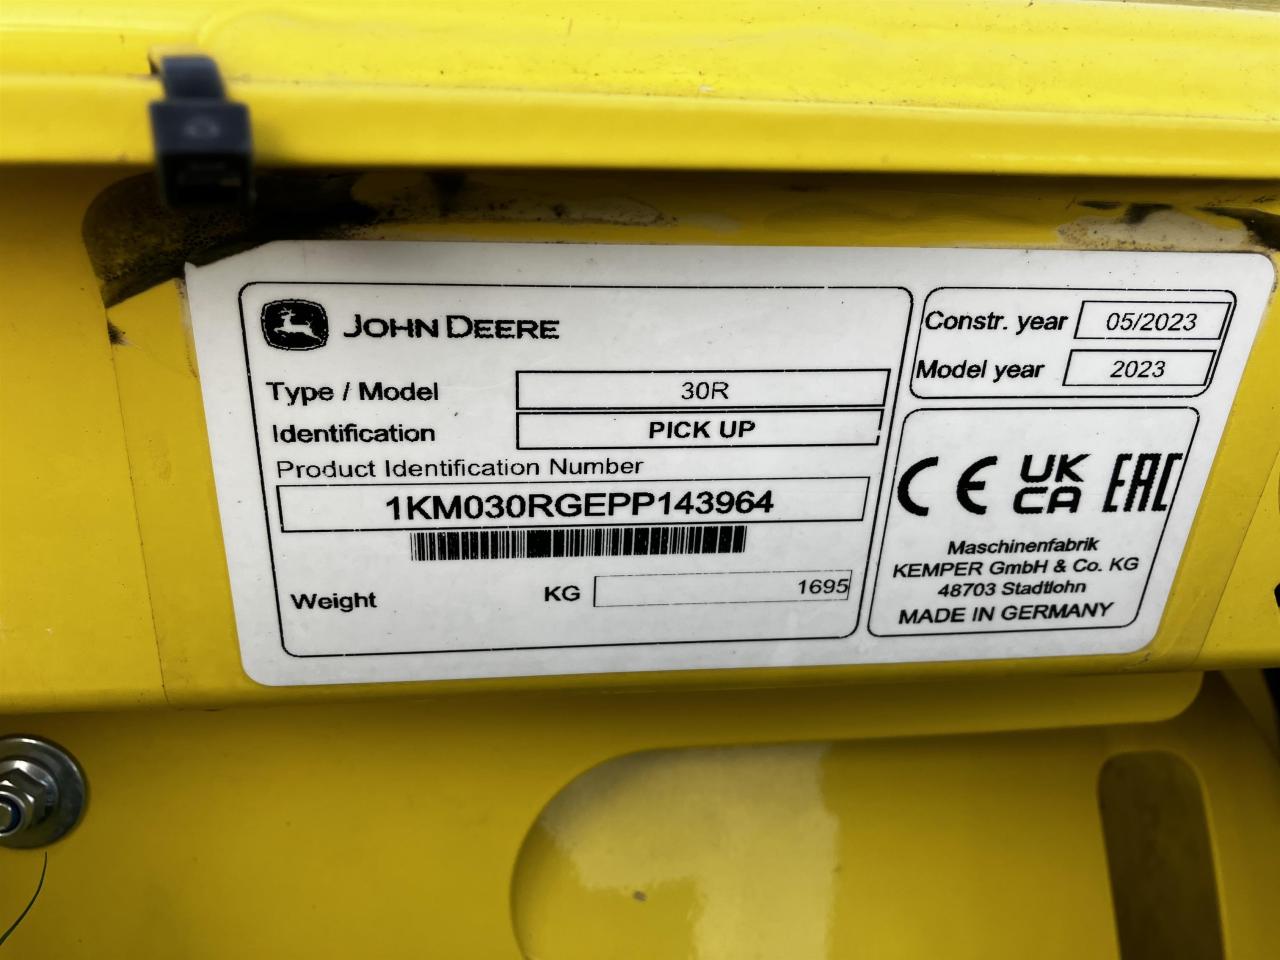 JOHN DEERE
Type / Model 30R
Identification PICK UP
Product Identification Number
1KM030RGEPP143964
Weight KG 1695
Constr. year 05/2023
Model year 2023
CE UK CA EAC
Maschinenfabrik
KEMPER GmbH & Co. KG
48703 Stadtlohn
MADE IN GERMANY